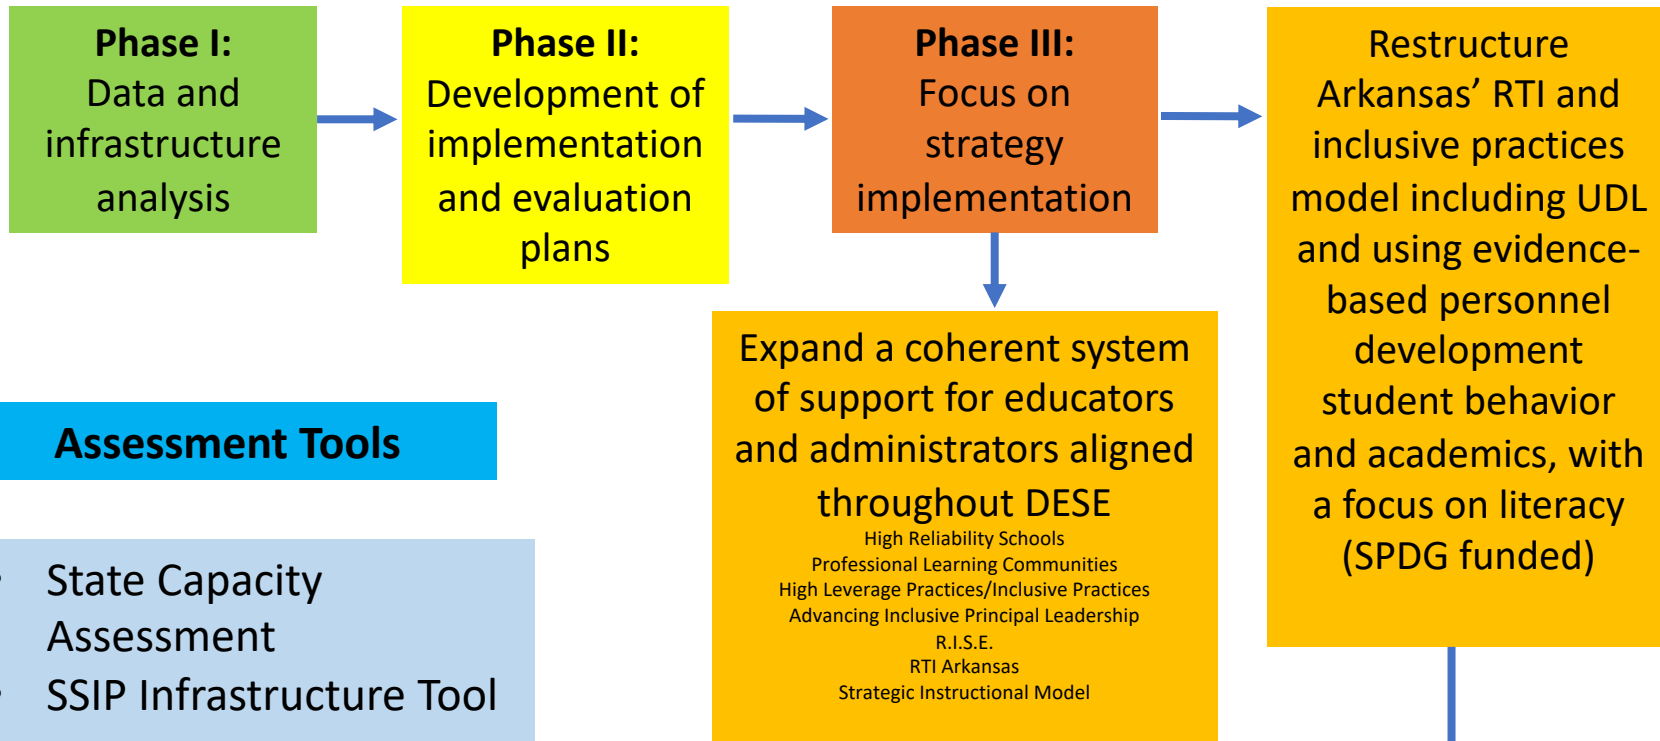 Phase I:
Data and
infrastructure
analysis
Phase II:
Development of
implementation
and evaluation
plans
Phase III:
Focus on
strategy
implementation
Restructure
Arkansas’ RTI and
inclusive practices
model including UDL
and using evidence-
based personnel
development
student behavior
and academics, with
a focus on literacy
(SPDG funded)
Expand a coherent system
of support for educators
and administrators aligned
throughout DESE
High Reliability Schools
Professional Learning Communities
High Leverage Practices/Inclusive Practices
Advancing Inclusive Principal Leadership
R.I.S.E.
RTI Arkansas
Strategic Instructional Model
Assessment Tools
• State Capacity
Assessment
• SSIP Infrastructure Tool